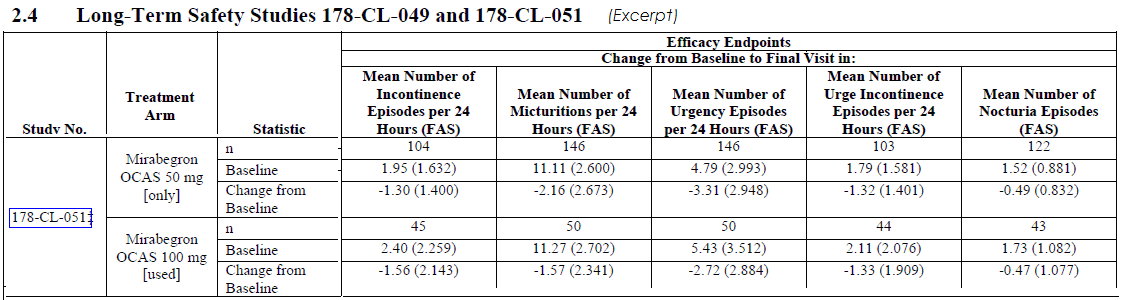 2.4 Long-Term Safety Studies 178-CL-049 and 178-CL-051 (Excerpt)
Efficacy Endpoints
Change from Baseline to Final Visit in:
Study No.
Treatment
Arm
Statistic
Mean Number of
Incontinence
Episodes per 24
Hours (FAS)
Mean Number of
Micturitions per 24
Hours (FAS)
Mean Number of
Urgency Episodes
per 24 Hours (FAS)
Mean Number of
Urge Incontinence
Episodes per 24
Hours (FAS)
Mean Number of
Nocturia Episodes
(FAS)
178-CL-051‡
Mirabegron
OCAS 50 mg
[only]
n 104 146 146 103 122
Baseline 1.95 (1.632) 11.11 (2.600) 4.79 (2.993) 1.79 (1.581) 1.52 (0.881)
Change from
Baseline
-1.30 (1.400) -2.16 (2.673) -3.31 (2.948) -1.32 (1.401) -0.49 (0.832)
Mirabegron
OCAS 100 mg
[used]
n 45 50 50 44 43
Baseline 2.40 (2.259) 11.27 (2.702) 5.43 (3.512) 2.11 (2.076) 1.73 (1.082)
Change from
Baseline
-1.56 (2.143) -1.57 (2.341) -2.72 (2.884) -1.33 (1.909) -0.47 (1.077)